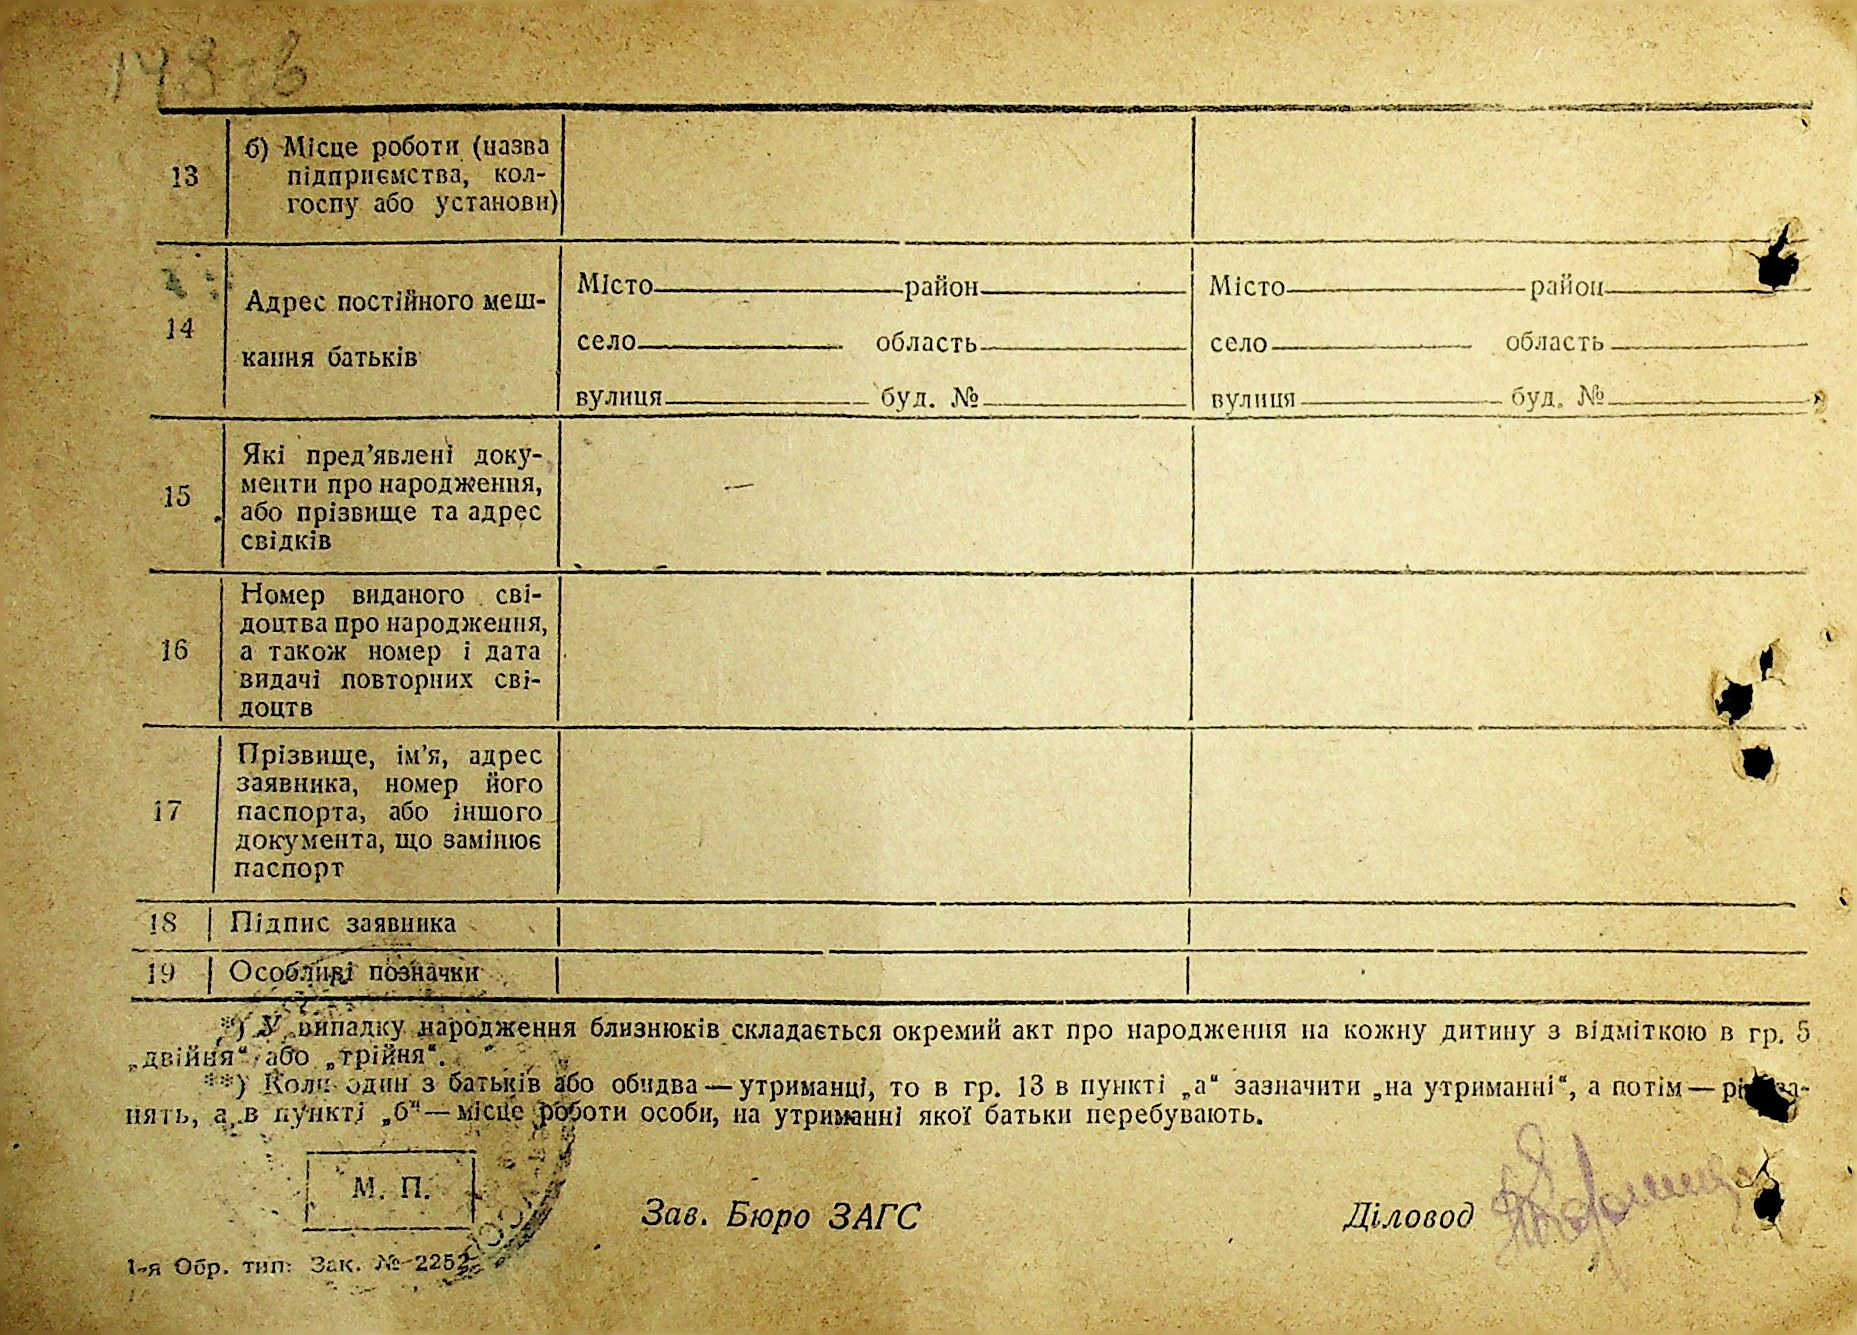 13
б) Місце роботи (назва
підприємства, кол-
госпу або установи)
14
Адрес постійного меш-
кання батьків
Місто район
село область
вулиця буд. №
Місто район
село область
вулиця буд. №
15
Які пред’явлені доку-
менти про народження,
або прізвище та адрес
свідків
16
Номер виданого сві-
доцтва про народження,
а також номер і дата
видачі повторних сві-
доцтв
17
Прізвище, ім’я, адрес
заявника, номер його
паспорта, або іншого
документа, що замінює
паспорт
18 Підпис заявника
19 Особливі позначки
*) У випадку народження близнюків складається окремий акт про народження на кожну дитину з відміткою в гр. 5
„двійня“ або „трійня“.
**) Коли один з батьків або обидва — утриманці, то в гр. 13 в пункті „а“ зазначити „на утриманні“, а потім —
нять, а в пункті „б“ — місце роботи особи, на утриманні якої батьки перебувають.
М. П.
Зав. Бюро ЗАГС
Діловод
1-я Обр. тип. Зак. № 2252